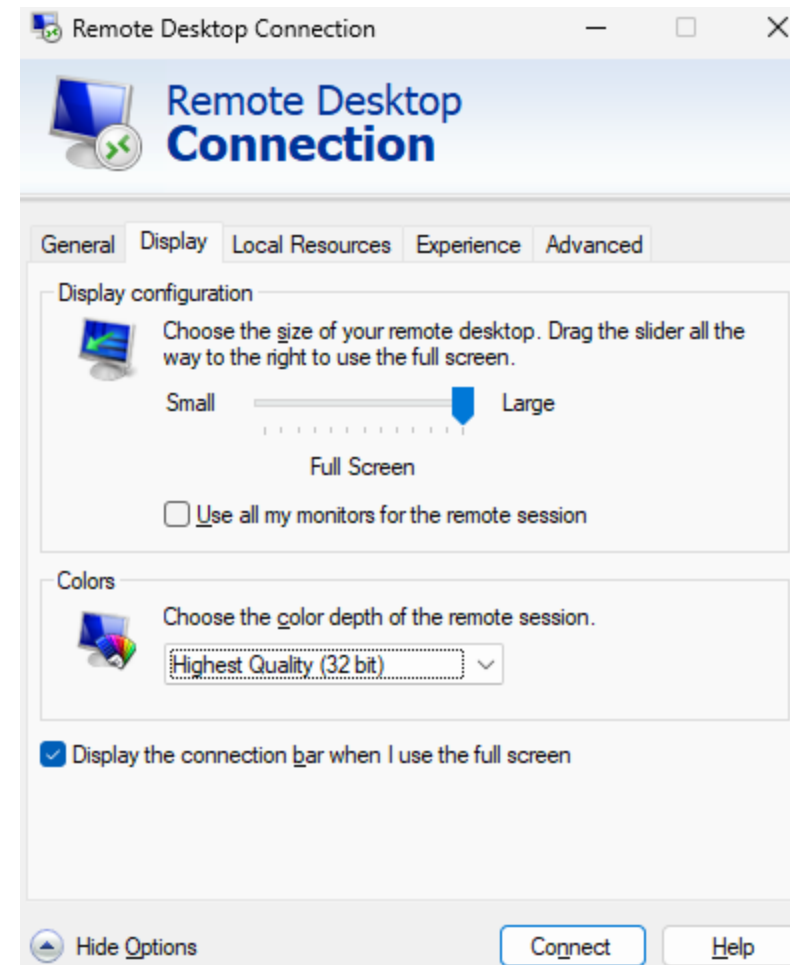 Remote Desktop Connection
Remote Desktop
Connection
General Display Local Resources Experience Advanced
Display configuration
Choose the size of your remote desktop. Drag the slider all the
way to the right to use the full screen.
Small Large
Full Screen
Use all my monitors for the remote session
Colors
Choose the color depth of the remote session.
Highest Quality (32 bit)
Display the connection bar when I use the full screen
Hide Options Connect Help